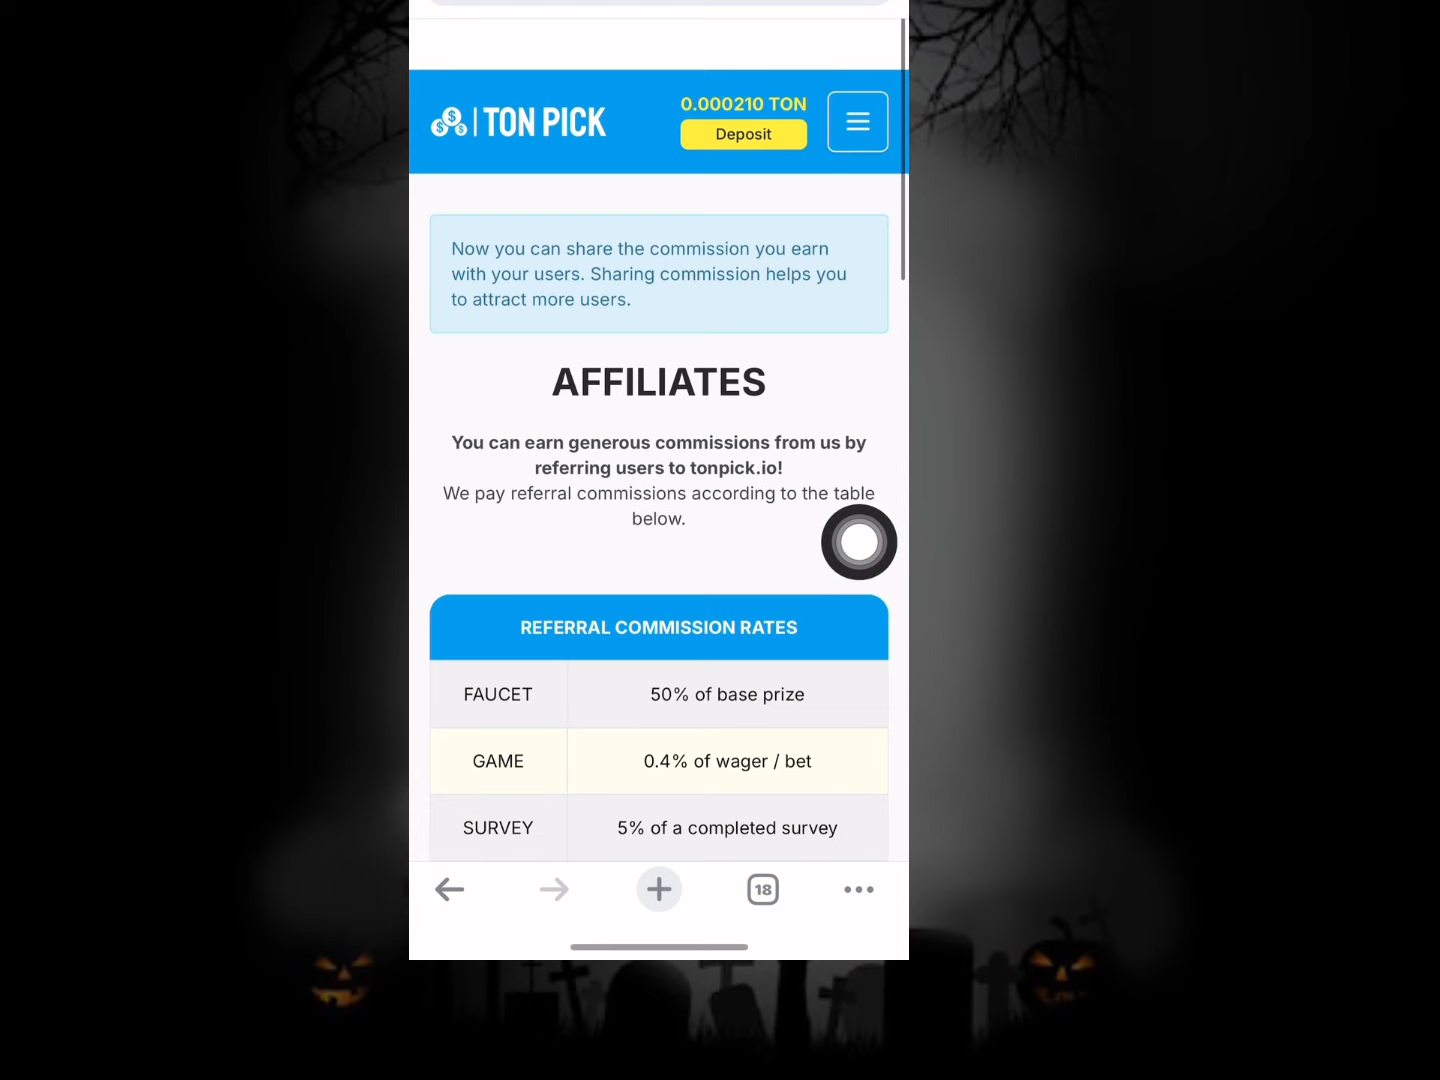 TON PICK
0.000210 TON
Deposit
Now you can share the commission you earn
with your users. Sharing commission helps you
to attract more users.
AFFILIATES
You can earn generous commissions from us by
referring users to tonpick.io!
We pay referral commissions according to the table
below.
REFERRAL COMMISSION RATES
FAUCET 50% of base prize
GAME 0.4% of wager / bet
SURVEY 5% of a completed survey
18